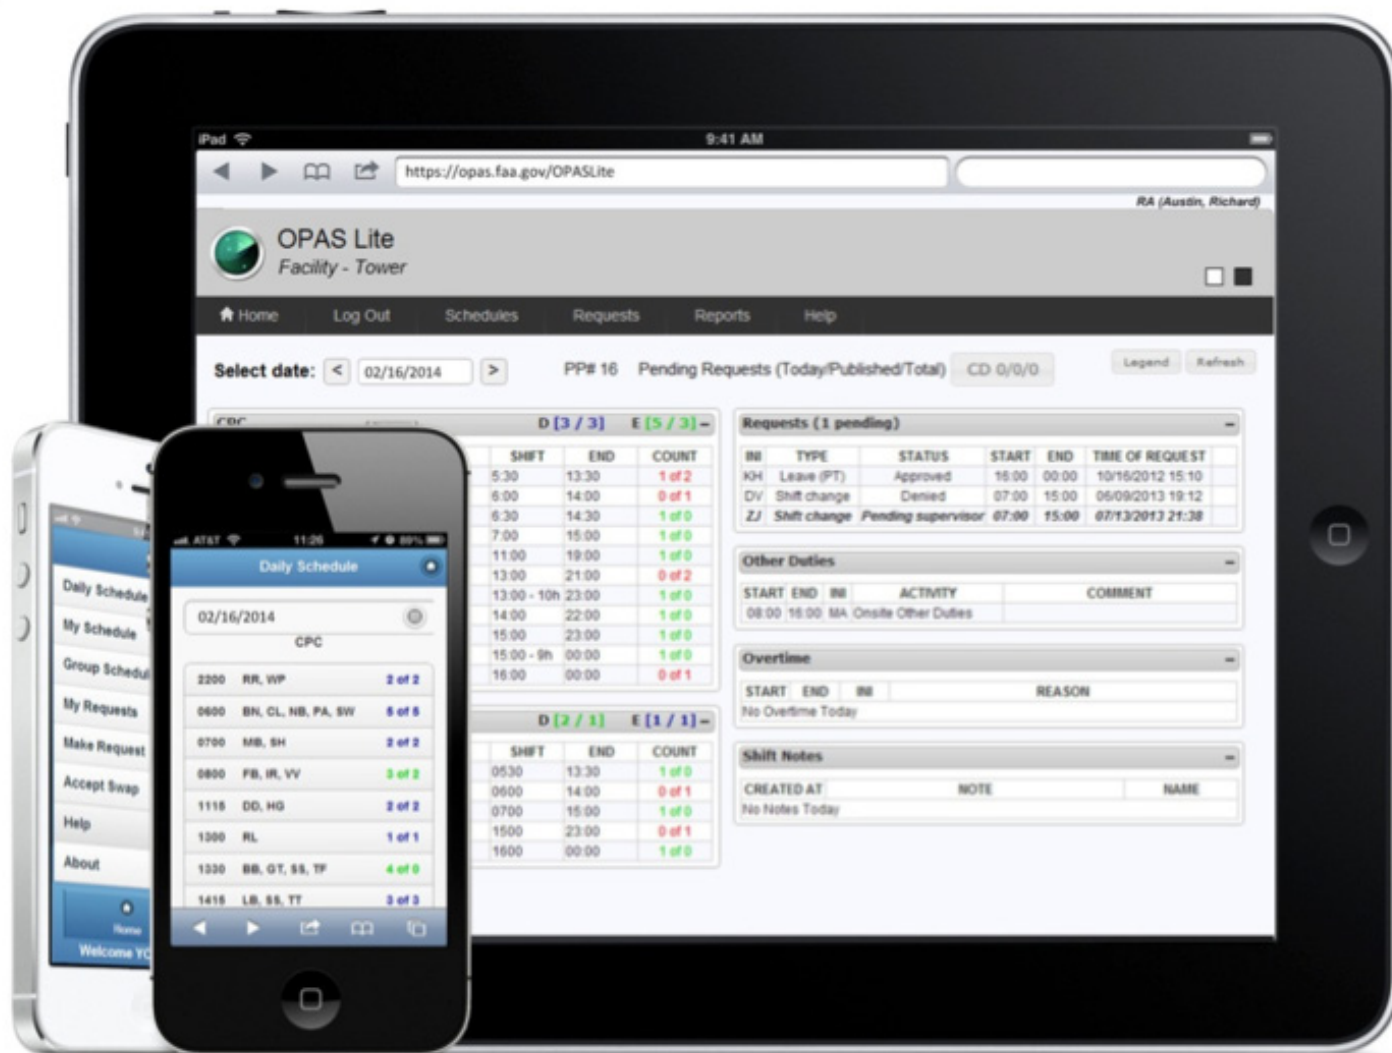 iPad 9:41 AM
https://opas.faa.gov/OPASLite
RA (Austin, Richard)
OPAS Lite
Facility - Tower
Home Log Out Schedules Requests Reports Help
Select date: < 02/16/2014 > PP# 16 Pending Requests (Today/Published/Total) CD 0/0/0 Legend Refresh
CPC D [3 / 3] E [5 / 3] –
SHIFT END COUNT
5:30 13:30 1 of 2
6:00 14:00 0 of 1
6:30 14:30 1 of 0
7:00 15:00 1 of 0
11:00 19:00 1 of 0
13:00 21:00 0 of 2
13:00 - 10h 23:00 1 of 0
14:00 22:00 1 of 0
15:00 23:00 1 of 0
15:00 - 9h 00:00 1 of 0
16:00 00:00 0 of 1
D [2 / 1] E [1 / 1] –
SHIFT END COUNT
0530 13:30 1 of 0
0600 14:00 0 of 1
0700 15:00 1 of 0
1500 23:00 0 of 1
1600 00:00 1 of 0
Requests (1 pending) –
INI TYPE STATUS START END TIME OF REQUEST
KH Leave (PT) Approved 16:00 00:00 10/16/2012 15:10
DV Shift change Denied 07:00 15:00 06/09/2013 19:12
ZJ Shift change Pending supervisor 07:00 15:00 07/13/2013 21:38
Other Duties –
START END INI ACTIVITY COMMENT
08:00 16:00 MA Onsite Other Duties
Overtime –
START END INI REASON
No Overtime Today
Shift Notes –
CREATED AT NOTE NAME
No Notes Today
Daily Schedule
My Schedule
Group Schedul
My Requests
Make Request
Accept Swap
Help
About
Home
Welcome YO
AT&T 11:26 89%
Daily Schedule
02/16/2014
CPC
2200 RR, WP 2 of 2
0600 BN, CL, NB, PA, SW 5 of 5
0700 MB, SH 2 of 2
0800 FB, IR, VV 3 of 2
1115 DD, HG 2 of 2
1300 RL 1 of 1
1330 BB, GT, SS, TF 4 of 0
1415 LB, SS, TT 3 of 3